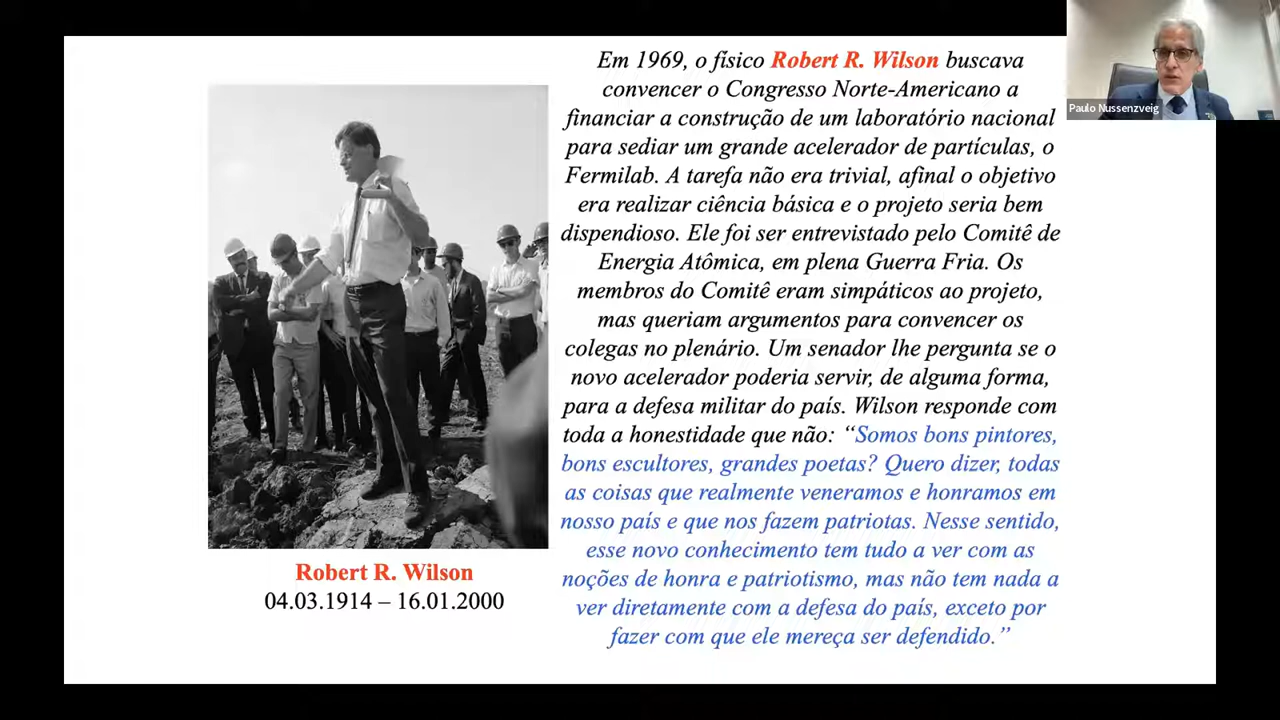 Em 1969, o físico Robert R. Wilson buscava
convencer o Congresso Norte-Americano a
financiar a construção de um laboratório nacional
para sediar um grande acelerador de partículas, o
Fermilab. A tarefa não era trivial, afinal o objetivo
era realizar ciência básica e o projeto seria bem
dispendioso. Ele foi ser entrevistado pelo Comitê de
Energia Atômica, em plena Guerra Fria. Os
membros do Comitê eram simpáticos ao projeto,
mas queriam argumentos para convencer os
colegas no plenário. Um senador lhe pergunta se o
novo acelerador poderia servir, de alguma forma,
para a defesa militar do país. Wilson responde com
toda a honestidade que não: “Somos bons pintores,
bons escultores, grandes poetas? Quero dizer, todas
as coisas que realmente veneramos e honramos em
nosso país e que nos fazem patriotas. Nesse sentido,
esse novo conhecimento tem tudo a ver com as
noções de honra e patriotismo, mas não tem nada a
ver diretamente com a defesa do país, exceto por
fazer com que ele mereça ser defendido.”
Robert R. Wilson
04.03.1914 – 16.01.2000
Paulo Nussenzveig